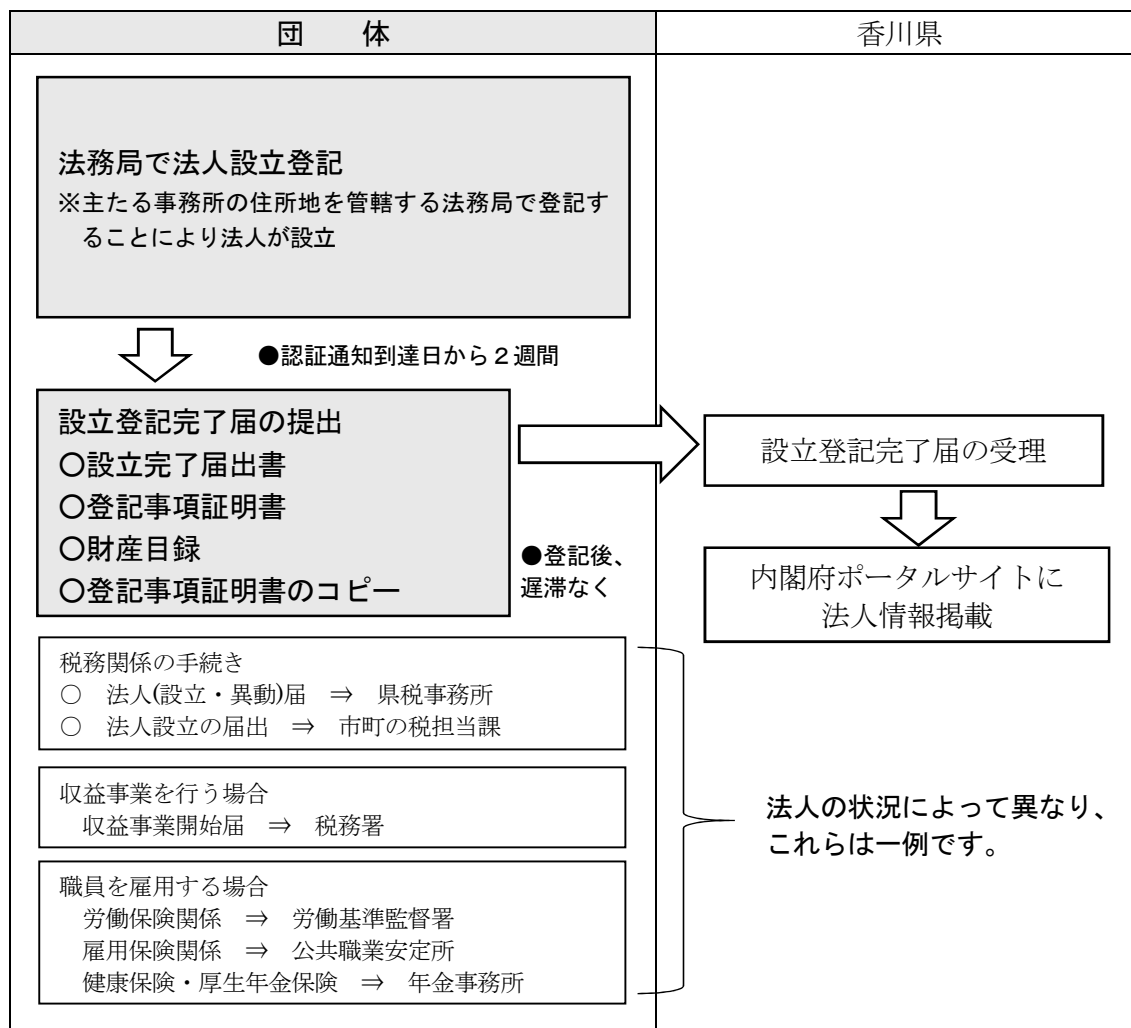 団　体
香川県
法務局で法人設立登記
※主たる事務所の住所地を管轄する法務局で登記す
ることにより法人が設立
●認証通知到達日から２週間
設立登記完了届の提出
〇設立完了届出書
〇登記事項証明書
〇財産目録
〇登記事項証明書のコピー
●登記後、
遅滞なく
設立登記完了届の受理
内閣府ポータルサイトに
法人情報掲載
税務関係の手続き
○　法人(設立・異動)届　⇒　県税事務所
○　法人設立の届出　⇒　市町の税担当課
収益事業を行う場合
収益事業開始届　⇒　税務署
職員を雇用する場合
労働保険関係　⇒　労働基準監督署
雇用保険関係　⇒　公共職業安定所
健康保険・厚生年金保険　⇒　年金事務所
法人の状況によって異なり、
これらは一例です。